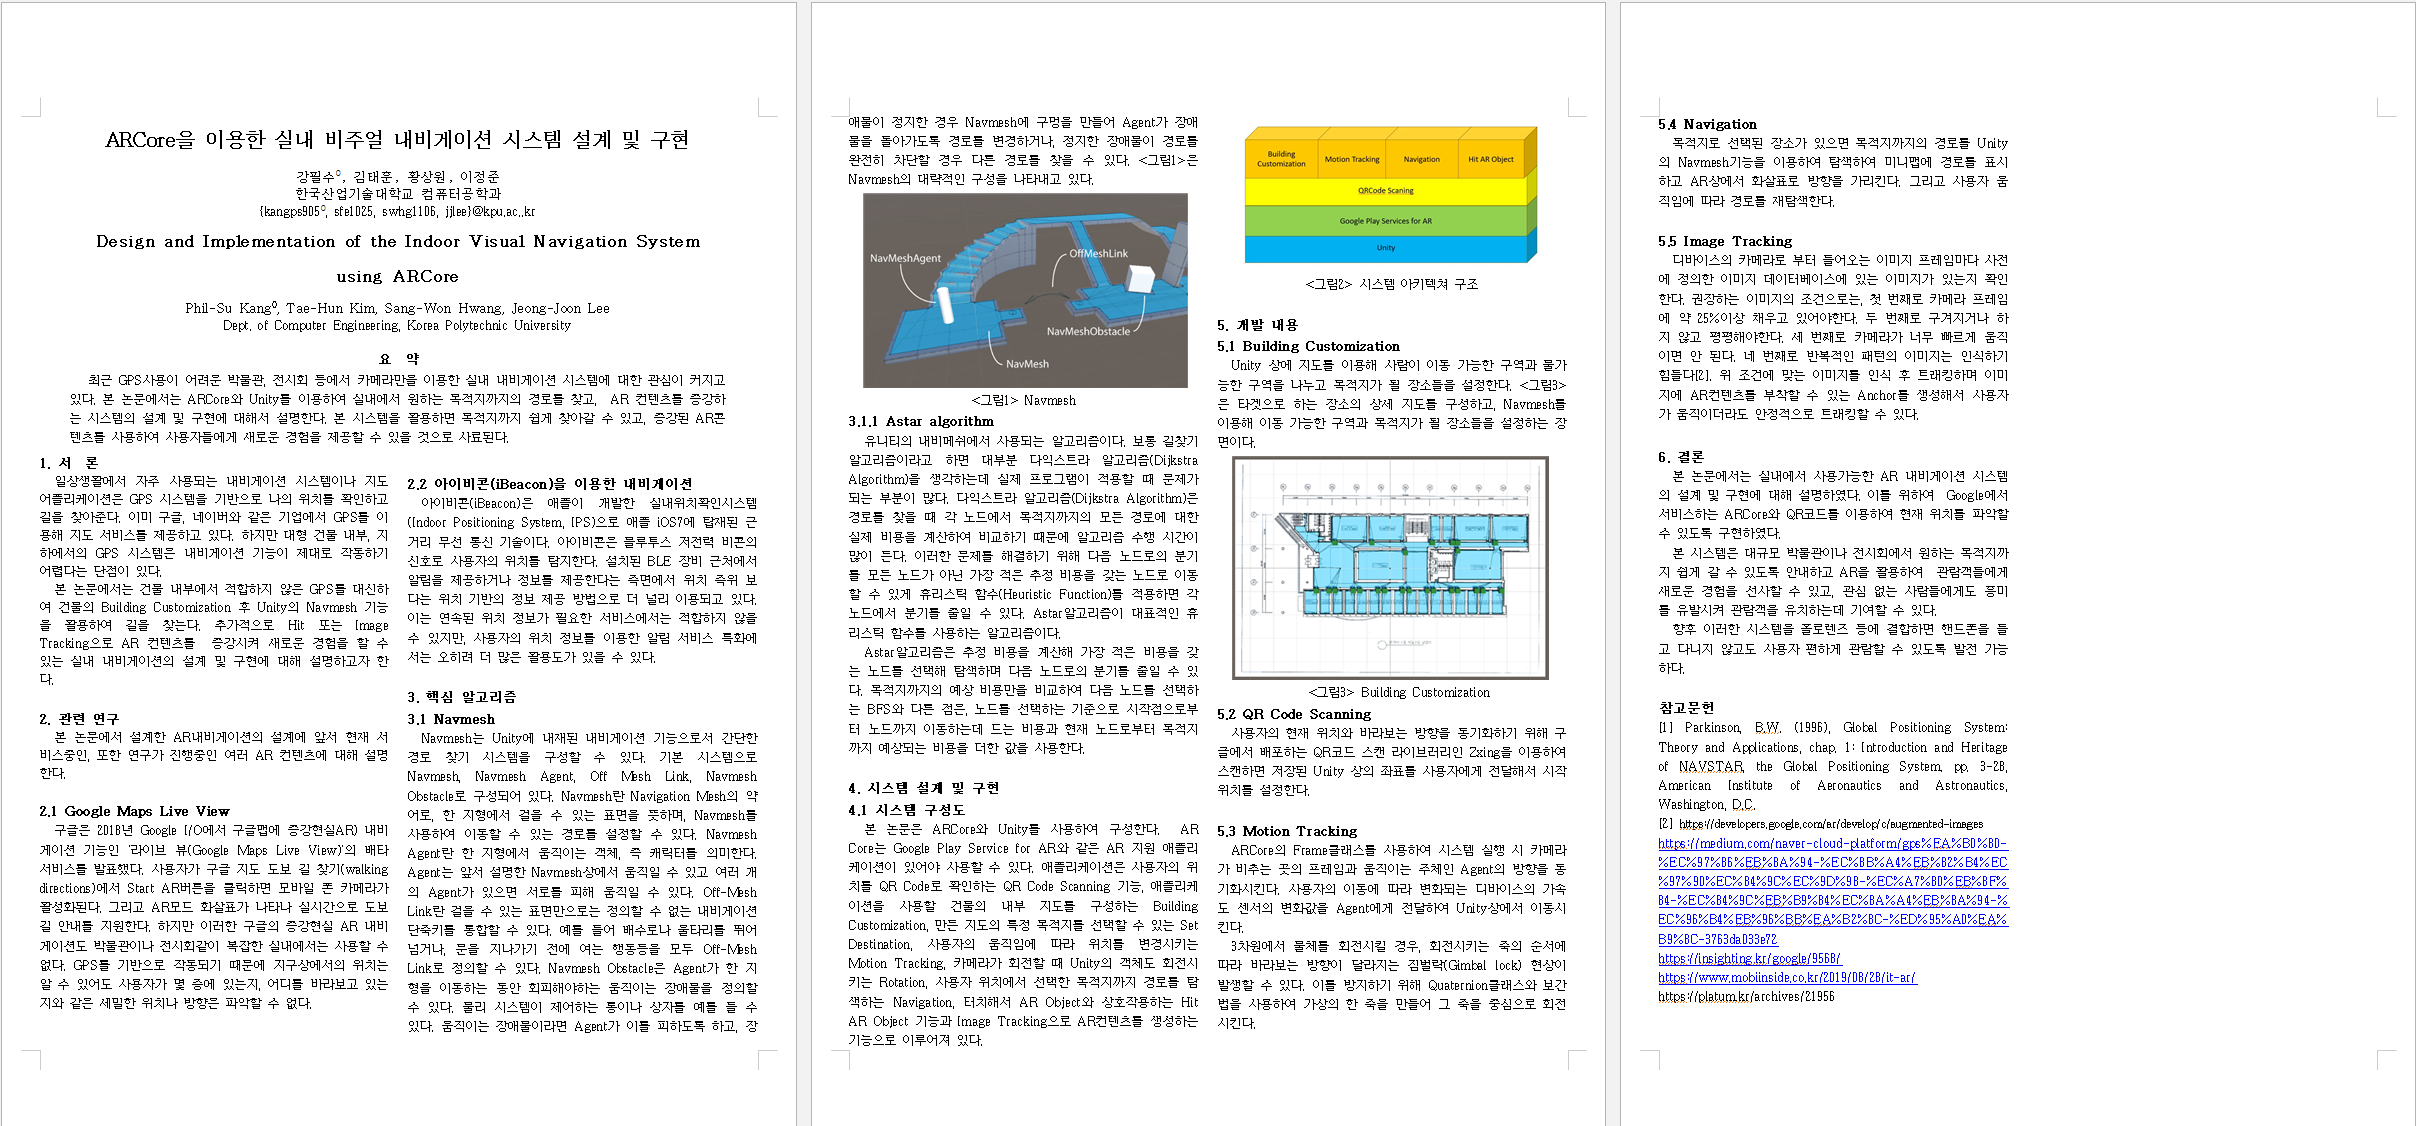 ARCore을 이용한 실내 비주얼 내비게이션 시스템 설계 및 구현
강필수⁰, 김태훈, 황상원, 이정준
한국산업기술대학교 컴퓨터공학과
{kangps905⁰, sfe1025, swhg1106, jjlee}@kpu.ac.kr
Design and Implementation of the Indoor Visual Navigation System
using ARCore
Phil-Su Kang⁰, Tae-Hun Kim, Sang-Won Hwang, Jeong-Joon Lee
Dept. of Computer Engineering, Korea Polytechnic University
요 약
최근 GPS사용이 어려운 박물관, 전시회 등에서 카메라만을 이용한 실내 내비게이션 시스템에 대한 관심이 커지고
있다. 본 논문에서는 ARCore와 Unity를 이용하여 실내에서 원하는 목적지까지의 경로를 찾고, AR 컨텐츠를 증강하
는 시스템의 설계 및 구현에 대해서 설명한다. 본 시스템을 활용하면 목적지까지 쉽게 찾아갈 수 있고, 증강된 AR콘
텐츠를 사용하여 사용자들에게 새로운 경험을 제공할 수 있을 것으로 사료된다.
1. 서 론
일상생활에서 자주 사용되는 내비게이션 시스템이나 지도
어플리케이션은 GPS 시스템을 기반으로 나의 위치를 확인하고
길을 찾아준다. 이미 구글, 네이버와 같은 기업에서 GPS를 이
용해 지도 서비스를 제공하고 있다. 하지만 대형 건물 내부, 지
하에서의 GPS 시스템은 내비게이션 기능이 제대로 작동하기
어렵다는 단점이 있다.
본 논문에서는 건물 내부에서 적합하지 않은 GPS를 대신하
여 건물의 Building Customization 후 Unity의 Navmesh 기능
을 활용하여 길을 찾는다. 추가적으로 Hit 또는 Image
Tracking으로 AR 컨텐츠를 증강시켜 새로운 경험을 할 수
있는 실내 내비게이션의 설계 및 구현에 대해 설명하고자 한
다.
2. 관련 연구
본 논문에서 설계한 AR내비게이션의 설계에 앞서 현재 서
비스중인, 또한 연구가 진행중인 여러 AR 컨텐츠에 대해 설명
한다.
2.1 Google Maps Live View
구글은 2018년 Google I/O에서 구글맵에 증강현실AR) 내비
게이션 기능인 '라이브 뷰(Google Maps Live View)'의 베타
서비스를 발표했다. 사용자가 구글 지도 도보 길 찾기(walking
directions)에서 Start AR버튼을 클릭하면 모바일 폰 카메라가
활성화된다. 그리고 AR모드 화살표가 나타나 실시간으로 도보
길 안내를 지원한다. 하지만 이러한 구글의 증강현실 AR 내비
게이션도 박물관이나 전시회같이 복잡한 실내에서는 사용할 수
없다. GPS를 기반으로 작동되기 때문에 지구상에서의 위치는
알 수 있어도 사용자가 몇 층에 있는지, 어디를 바라보고 있는
지와 같은 세밀한 위치나 방향은 파악할 수 없다.
2.2 아이비콘(iBeacon)을 이용한 내비게이션
아이비콘(iBeacon)은 애플이 개발한 실내위치확인시스템
(Indoor Positioning System, IPS)으로 애플 iOS7에 탑재된 근
거리 무선 통신 기술이다. 아이비콘은 블루투스 저전력 비콘의
신호로 사용자의 위치를 탐지한다. 설치된 BLE 장비 근처에서
알림을 제공하거나 정보를 제공한다는 측면에서 위치 측위 보
다는 위치 기반의 정보 제공 방법으로 더 널리 이용되고 있다.
이는 연속된 위치 정보가 필요한 서비스에서는 적합하지 않을
수 있지만, 사용자의 위치 정보를 이용한 알림 서비스 특화에
서는 오히려 더 많은 활용도가 있을 수 있다.
3. 핵심 알고리즘
3.1 Navmesh
Navmesh는 Unity에 내재된 내비게이션 기능으로서 간단한
경로 찾기 시스템을 구성할 수 있다. 기본 시스템으로
Navmesh, Navmesh Agent, Off Mesh Link, Navmesh
Obstacle로 구성되어 있다. Navmesh란 Navigation Mesh의 약
어로, 한 지형에서 걸을 수 있는 표면을 뜻하며, Navmesh를
사용하여 이동할 수 있는 경로를 설정할 수 있다. Navmesh
Agent란 한 지형에서 움직이는 객체, 즉 캐릭터를 의미한다.
Agent는 앞서 설명한 Navmesh상에서 움직일 수 있고 여러 개
의 Agent가 있으면 서로를 피해 움직일 수 있다. Off-Mesh
Link란 걸을 수 있는 표면만으로는 정의할 수 없는 내비게이션
단축키를 통합할 수 있다. 예를 들어 배수로나 울타리를 뛰어
넘거나, 문을 지나가기 전에 여는 행동등을 모두 Off-Mesh
Link로 정의할 수 있다. Navmesh Obstacle은 Agent가 한 지
형을 이동하는 동안 회피해야하는 움직이는 장애물을 정의할
수 있다. 물리 시스템이 제어하는 통이나 상자를 예를 들 수
있다. 움직이는 장애물이라면 Agent가 이를 피하도록 하고, 장
애물이 정지한 경우 Navmesh에 구멍을 만들어 Agent가 장애
물을 돌아가도록 경로를 변경하거나, 정지한 장애물이 경로를
완전히 차단할 경우 다른 경로를 찾을 수 있다. <그림1>은
Navmesh의 대략적인 구성을 나타내고 있다.
NavMeshAgent
OffMeshLink
NavMeshObstacle
NavMesh
<그림1> Navmesh
3.1.1 Astar algorithm
유니티의 내비메쉬에서 사용되는 알고리즘이다. 보통 길찾기
알고리즘이라고 하면 대부분 다익스트라 알고리즘(Dijkstra
Algorithm)을 생각하는데 실제 프로그램이 적용할 때 문제가
되는 부분이 많다. 다익스트라 알고리즘(Dijkstra Algorithm)은
경로를 찾을 때 각 노드에서 목적지까지의 모든 경로에 대한
실제 비용을 계산하여 비교하기 때문에 알고리즘 수행 시간이
많이 든다. 이러한 문제를 해결하기 위해 다음 노드로의 분기
를 모든 노드가 아닌 가장 적은 추정 비용을 갖는 노드로 이동
할 수 있게 휴리스틱 함수(Heuristic Function)를 적용하면 각
노드에서 분기를 줄일 수 있다. Astar알고리즘이 대표적인 휴
리스틱 함수를 사용하는 알고리즘이다.
Astar알고리즘은 추정 비용을 계산해 가장 적은 비용을 갖
는 노드를 선택해 탐색하며 다음 노드로의 분기를 줄일 수 있
다. 목적지까지의 예상 비용만을 비교하여 다음 노드를 선택하
는 BFS와 다른 점은, 노드를 선택하는 기준으로 시작점으로부
터 노드까지 이동하는데 드는 비용과 현재 노드로부터 목적지
까지 예상되는 비용을 더한 값을 사용한다.
4. 시스템 설계 및 구현
4.1 시스템 구성도
본 논문은 ARCore와 Unity를 사용하여 구성한다. AR
Core는 Google Play Service for AR와 같은 AR 지원 애플리
케이션이 있어야 사용할 수 있다. 애플리케이션은 사용자의 위
치를 QR Code로 확인하는 QR Code Scanning 기능, 애플리케
이션을 사용할 건물의 내부 지도를 구성하는 Building
Customization, 만든 지도의 특정 목적지를 선택할 수 있는 Set
Destination, 사용자의 움직임에 따라 위치를 변경시키는
Motion Tracking, 카메라가 회전할 때 Unity의 객체도 회전시
키는 Rotation, 사용자 위치에서 선택한 목적지까지 경로를 탐
색하는 Navigation, 터치해서 AR Object와 상호작용하는 Hit
AR Object 기능과 Image Tracking으로 AR컨텐츠를 생성하는
기능으로 이루어져 있다.
Building
Customization
Motion Tracking
Navigation
Hit AR Object
QRCode Scaning
Google Play Services for AR
Unity
<그림2> 시스템 아키텍쳐 구조
5. 개발 내용
5.1 Building Customization
Unity 상에 지도를 이용해 사람이 이동 가능한 구역과 불가
능한 구역을 나누고 목적지가 될 장소들을 설정한다. <그림3>
은 타겟으로 하는 장소의 상세 지도를 구성하고, Navmesh를
이용해 이동 가능한 구역과 목적지가 될 장소들을 설정하는 장
면이다.
<그림3> Building Customization
5.2 QR Code Scanning
사용자의 현재 위치와 바라보는 방향을 동기화하기 위해 구
글에서 배포하는 QR코드 스캔 라이브러리인 Zxing을 이용하여
스캔하면 저장된 Unity 상의 좌표를 사용자에게 전달해서 시작
위치를 설정한다.
5.3 Motion Tracking
ARCore의 Frame클래스를 사용하여 시스템 실행 시 카메라
가 비추는 곳의 프레임과 움직이는 주체인 Agent의 방향을 동
기화시킨다. 사용자의 이동에 따라 변화되는 디바이스의 가속
도 센서의 변화값을 Agent에게 전달하여 Unity상에서 이동시
킨다.
3차원에서 물체를 회전시킬 경우, 회전시키는 축의 순서에
따라 바라보는 방향이 달라지는 짐벌락(Gimbal lock) 현상이
발생할 수 있다. 이를 방지하기 위해 Quaternion클래스와 보간
법을 사용하여 가상의 한 축을 만들어 그 축을 중심으로 회전
시킨다.
5.4 Navigation
목적지로 선택된 장소가 있으면 목적지까지의 경로를 Unity
의 Navmesh기능을 이용하여 탐색하여 미니맵에 경로를 표시
하고 AR상에서 화살표로 방향을 가리킨다. 그리고 사용자 움
직임에 따라 경로를 재탐색한다.
5.5 Image Tracking
디바이스의 카메라로 부터 들어오는 이미지 프레임마다 사전
에 정의한 이미지 데이터베이스에 있는 이미지가 있는지 확인
한다. 권장하는 이미지의 조건으로는, 첫 번째로 카메라 프레임
에 약 25%이상 채우고 있어야한다. 두 번째로 구겨지거나 하
지 않고 평평해야한다. 세 번째로 카메라가 너무 빠르게 움직
이면 안 된다. 네 번째로 반복적인 패턴의 이미지는 인식하기
힘들다[2]. 위 조건에 맞는 이미지를 인식 후 트래킹하며 이미
지에 AR컨텐츠를 부착할 수 있는 Anchor를 생성해서 사용자
가 움직이더라도 안정적으로 트래킹할 수 있다.
6. 결론
본 논문에서는 실내에서 사용가능한 AR 내비게이션 시스템
의 설계 및 구현에 대해 설명하였다. 이를 위하여 Google에서
서비스하는 ARCore와 QR코드를 이용하여 현재 위치를 파악할
수 있도록 구현하였다.
본 시스템은 대규모 박물관이나 전시회에서 원하는 목적지까
지 쉽게 갈 수 있도록 안내하고 AR을 활용하여 관람객들에게
새로운 경험을 선사할 수 있고, 관심 없는 사람들에게도 흥미
를 유발시켜 관람객을 유치하는데 기여할 수 있다.
향후 이러한 시스템을 홀로렌즈 등에 결합하면 핸드폰을 들
고 다니지 않고도 사용자 편하게 관람할 수 있도록 발전 가능
하다.
참고문헌
[1] Parkinson, B.W. (1996), Global Positioning System:
Theory and Applications, chap. 1: Introduction and Heritage
of NAVSTAR, the Global Positioning System. pp. 3-28,
American Institute of Aeronautics and Astronautics,
Washington, D.C.
[2] https://developers.google.com/ar/develop/c/augmented-images
https://medium.com/naver-cloud-platform/gps%EA%B0%80-
%EC%97%86%EB%8A%94-%EC%BB%A4%EB%B2%B4%EC
%97%90%EC%84%9C%EC%9D%98-%EC%A7%80%EB%8F%
84-%EC%84%9C%EB%B9%84%EC%8A%A4%EB%8A%94-%
EC%96%B4%EB%96%BB%EA%B2%8C-%ED%95%A0%EA%
B9%8C-3763da033e72
https://insighting.kr/google/9568/
https://www.mobiinside.co.kr/2019/08/28/it-ar/
https://platum.kr/archives/21956